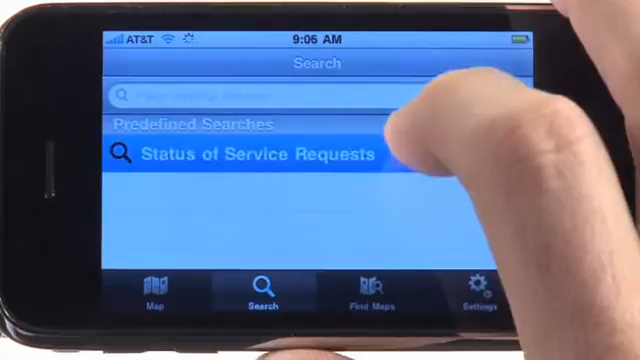 AT&T 9:06 AM
Search
Predefined Searches
Status of Service Requests
Map Search Find Maps Settings